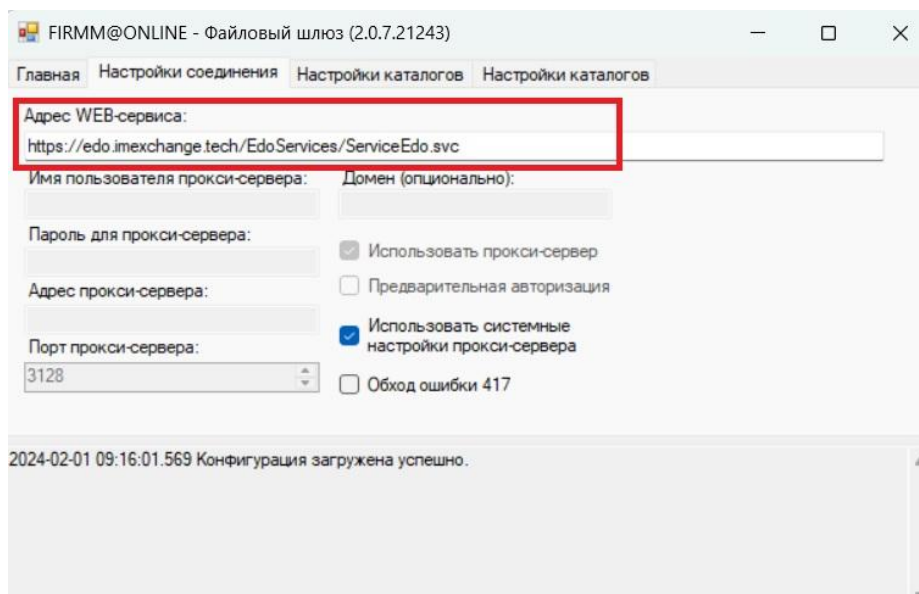 FIRMM@ONLINE - Файловый шлюз (2.0.7.21243)
Главная Настройки соединения Настройки каталогов Настройки каталогов
Адрес WEB-сервиса:
https://edo.imexchange.tech/EdoServices/ServiceEdo.svc
Имя пользователя прокси-сервера: Домен (опционально):
Пароль для прокси-сервера:
Использовать прокси-сервер
Предварительная авторизация
Адрес прокси-сервера:
Использовать системные
настройки прокси-сервера
Порт прокси-сервера:
3128
Обход ошибки 417
2024-02-01 09:16:01.569 Конфигурация загружена успешно.